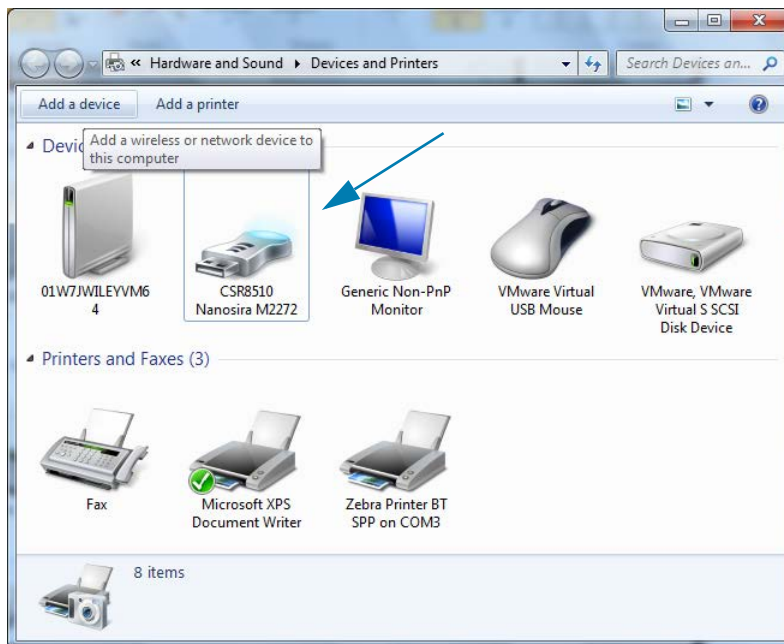 Hardware and Sound
Devices and Printers
Search Devices an...
Add a device
Add a printer
Devic
Add a wireless or network device to
this computer
01W7JWILEYVM6
4
CSR8510
Nanosira M2272
Generic Non-PnP
Monitor
VMware Virtual
USB Mouse
VMware, VMware
Virtual S SCSI
Disk Device
Printers and Faxes (3)
Fax
Microsoft XPS
Document Writer
Zebra Printer BT
SPP on COM3
8 items